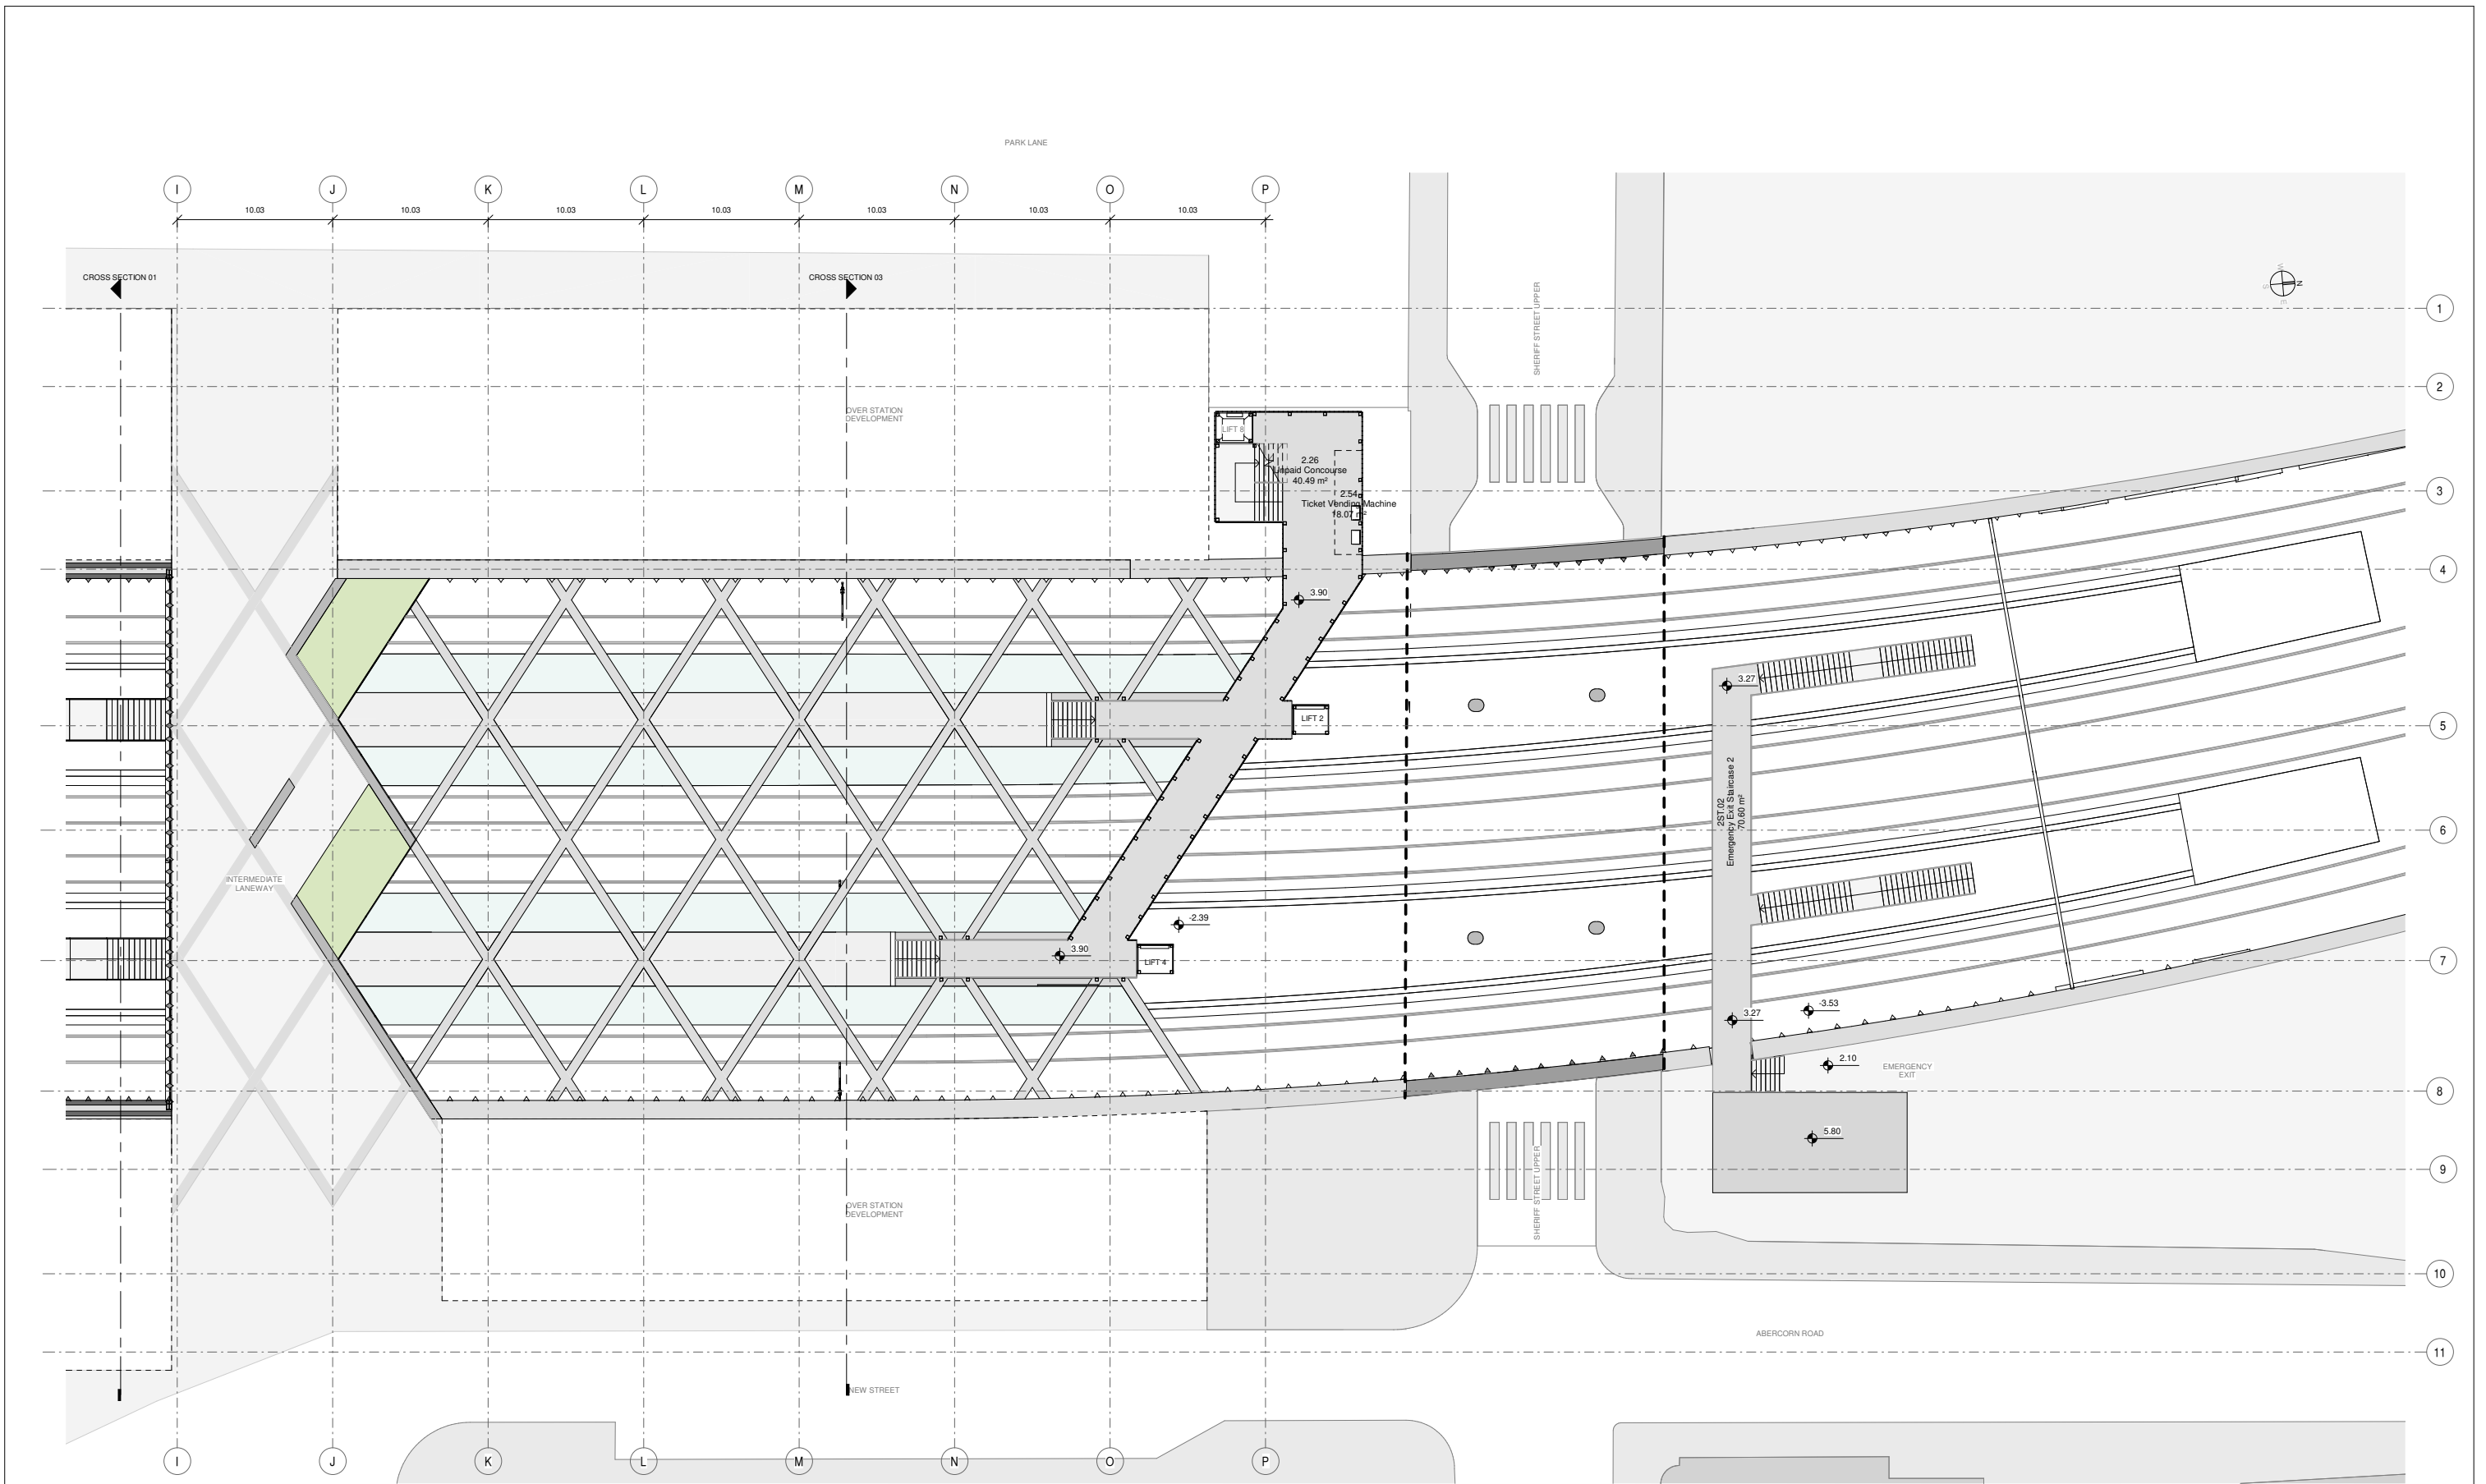 PARK LANE
I
J
K
L
M
N
O
P
10.03
10.03
10.03
10.03
10.03
10.03
10.03
CROSS SECTION 01
CROSS SECTION 03
SHERIFF STREET UPPER
W
N
S
E
1
2
OVER STATION
DEVELOPMENT
LIFT 8
2.26
Unpaid Concourse
40.49 m²
2.54
Ticket Vending Machine
18.07 m²
3
4
3.90
3.27
LIFT 2
5
2ST.02
Emergency Exit Staircase 2
70.60 m²
6
INTERMEDIATE
LANEWAY
-2.39
3.90
LIFT 4
7
-3.53
3.27
2.10
EMERGENCY
EXIT
8
5.80
9
SHERIFF STREET UPPER
OVER STATION
DEVELOPMENT
10
ABERCORN ROAD
11
NEW STREET
I
J
K
L
M
N
O
P